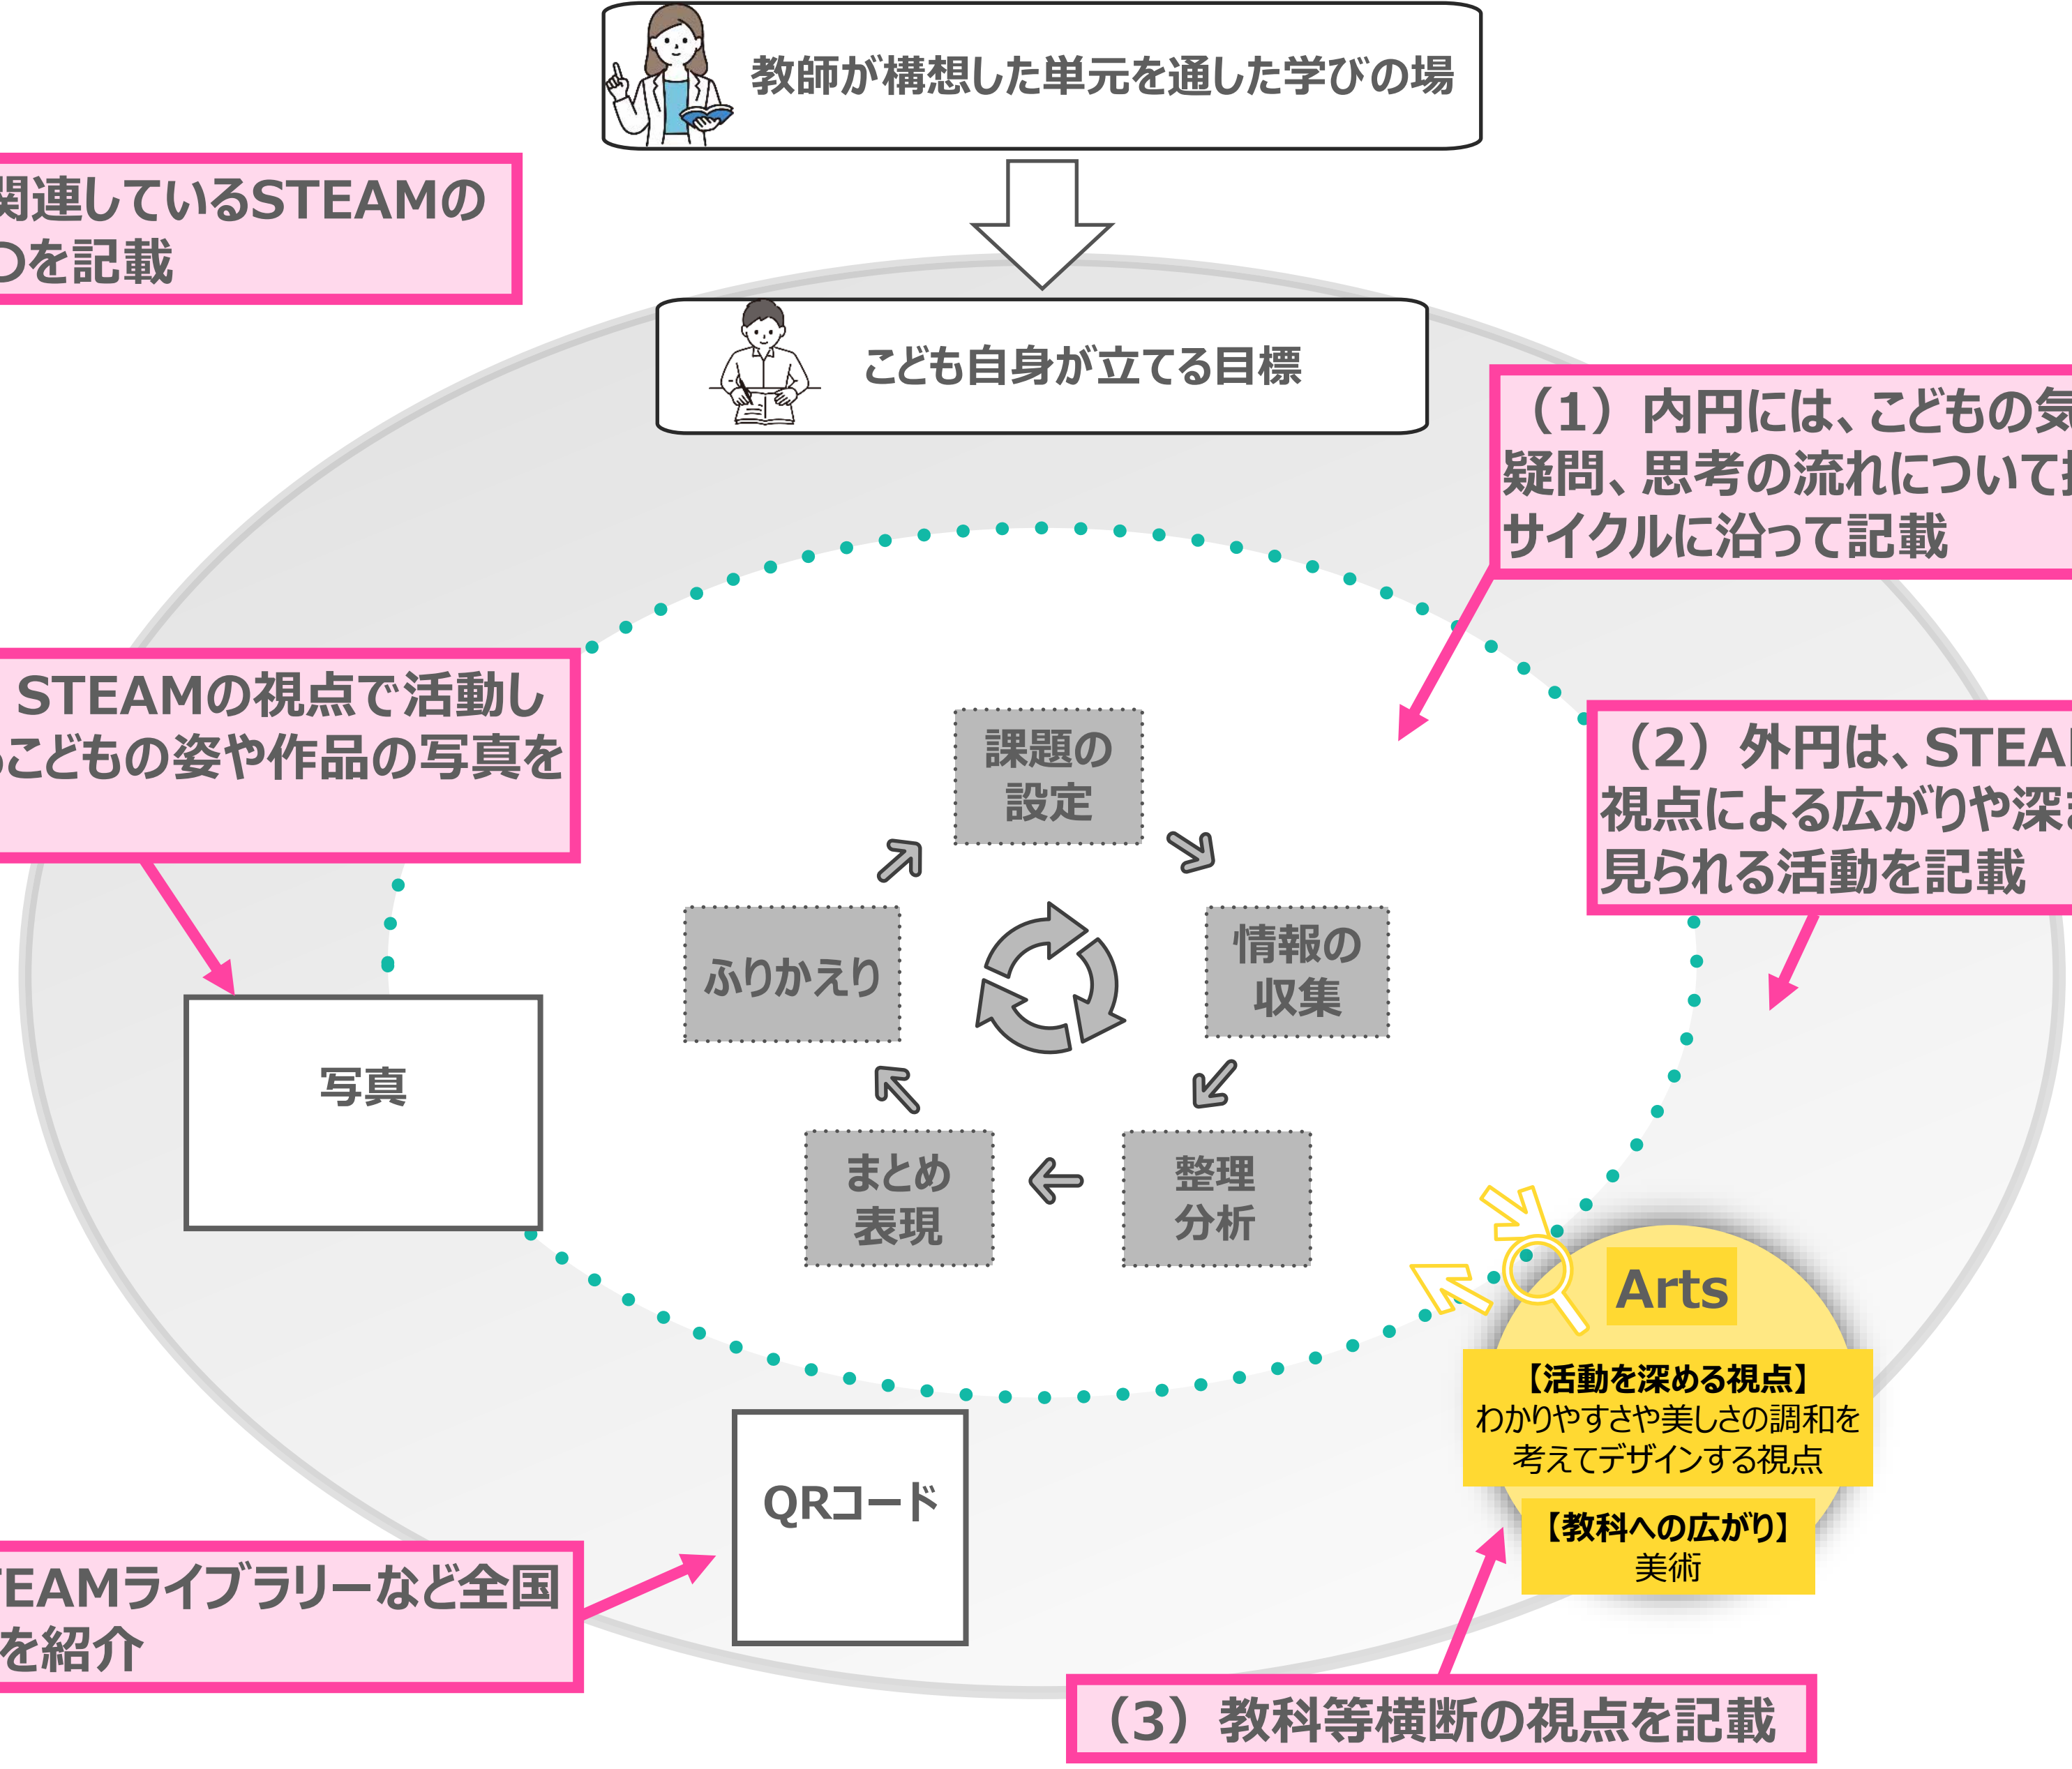 教師が構想した単元を通した学びの場
関連しているSTEAMの
つを記載
こども自身が立てる目標
（1）内円には、こどもの気
疑問、思考の流れについて
サイクルに沿って記載
STEAMの視点で活動し
こどもの姿や作品の写真を
（2）外円は、STEA
視点による広がりや深
見られる活動を記載
課題の
設定
ふりかえり
情報の
収集
写真
まとめ
表現
整理
分析
Arts
【活動を深める視点】
わかりやすさや美しさの調和を
考えてデザインする視点
【教科への広がり】
美術
QRコード
TEAMライブラリーなど全国
を紹介
（3）教科等横断の視点を記載